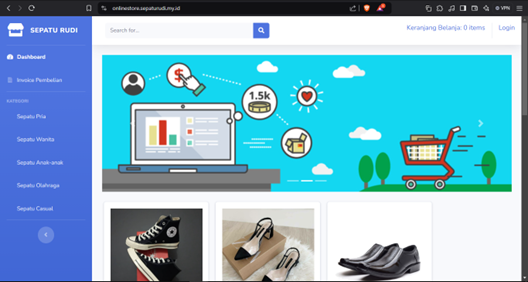 onlinestore.sepaturudi.my.id
VPN
SEPATU RUDI
Search for...
Keranjang Belanja: 0 items
Login
Dashboard
Invoice Pembelian
KATEGORI
Sepatu Pria
Sepatu Wanita
Sepatu Anak-anak
Sepatu Olahraga
Sepatu Casual
$
1.5k